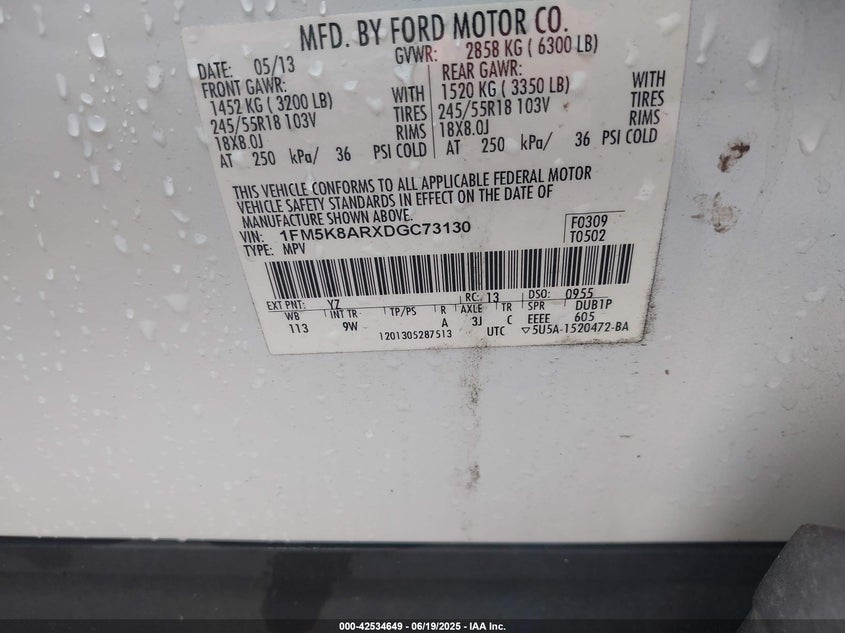 MFD. BY FORD MOTOR CO.
DATE: 05/13 GVWR: 2858 KG ( 6300 LB)
FRONT GAWR: REAR GAWR:
1452 KG ( 3200 LB) WITH 1520 KG ( 3350 LB) WITH
245/55R18 103V TIRES 245/55R18 103V TIRES
18X8.0J RIMS 18X8.0J RIMS
AT 250 kPa/ 36 PSI COLD AT 250 kPa/ 36 PSI COLD
THIS VEHICLE CONFORMS TO ALL APPLICABLE FEDERAL MOTOR
VEHICLE SAFETY STANDARDS IN EFFECT ON THE DATE OF
MANUFACTURE SHOWN ABOVE.
VIN: 1FM5K8ARXDGC73130 F0309
TYPE: MPV T0502
EXT PNT: YZ RC: 13 DSO: 0955
WB INT TR TP/PS R AXLE TR SPR DUB1P
113 9W A 3J C EEEE 605
1201305287513 UTC ▽5U5A-1520472-BA
000-42534649 - 06/19/2025 - IAA Inc.